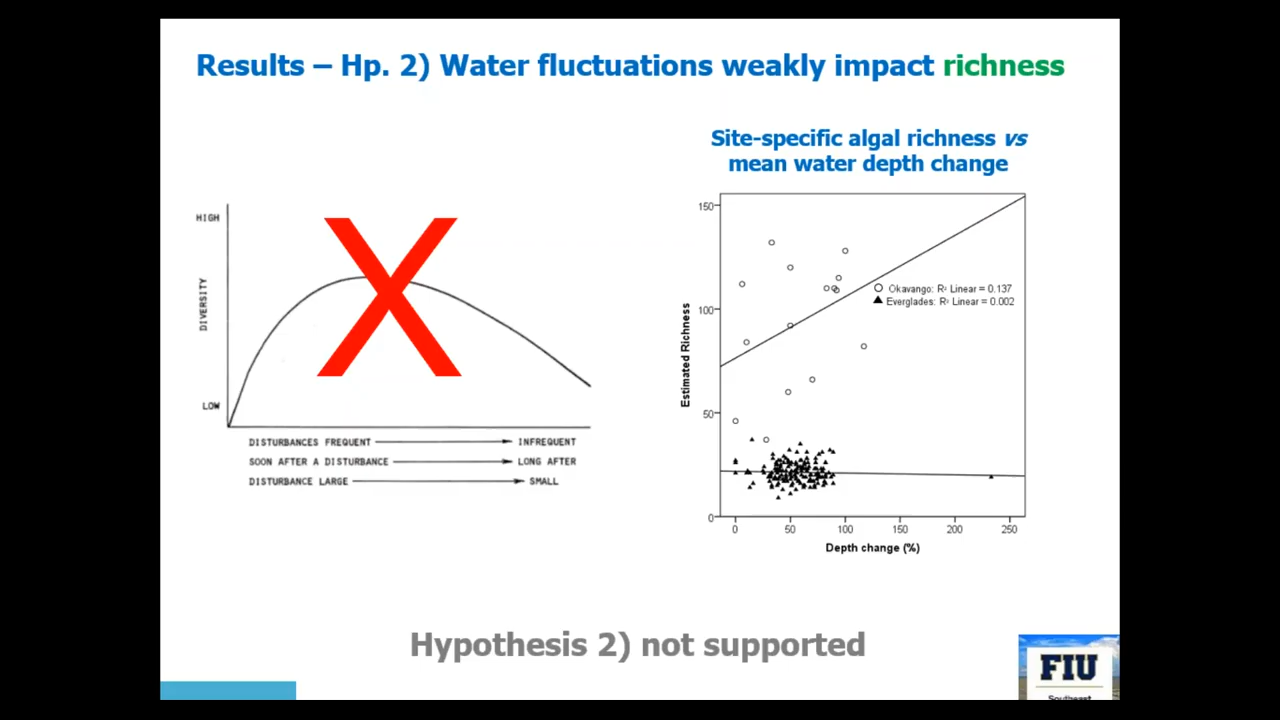 Results – Hp. 2) Water fluctuations weakly impact richness
Site-specific algal richness vs
mean water depth change
HIGH
DIVERSITY
LOW
DISTURBANCES FREQUENT INFREQUENT
SOON AFTER A DISTURBANCE LONG AFTER
DISTURBANCE LARGE SMALL
150
100
50
0
Estimated Richness
Okavango: R² Linear = 0.137
Everglades: R² Linear = 0.002
0 50 100 150 200 250
Depth change (%)
Hypothesis 2) not supported
FIU
Southeast